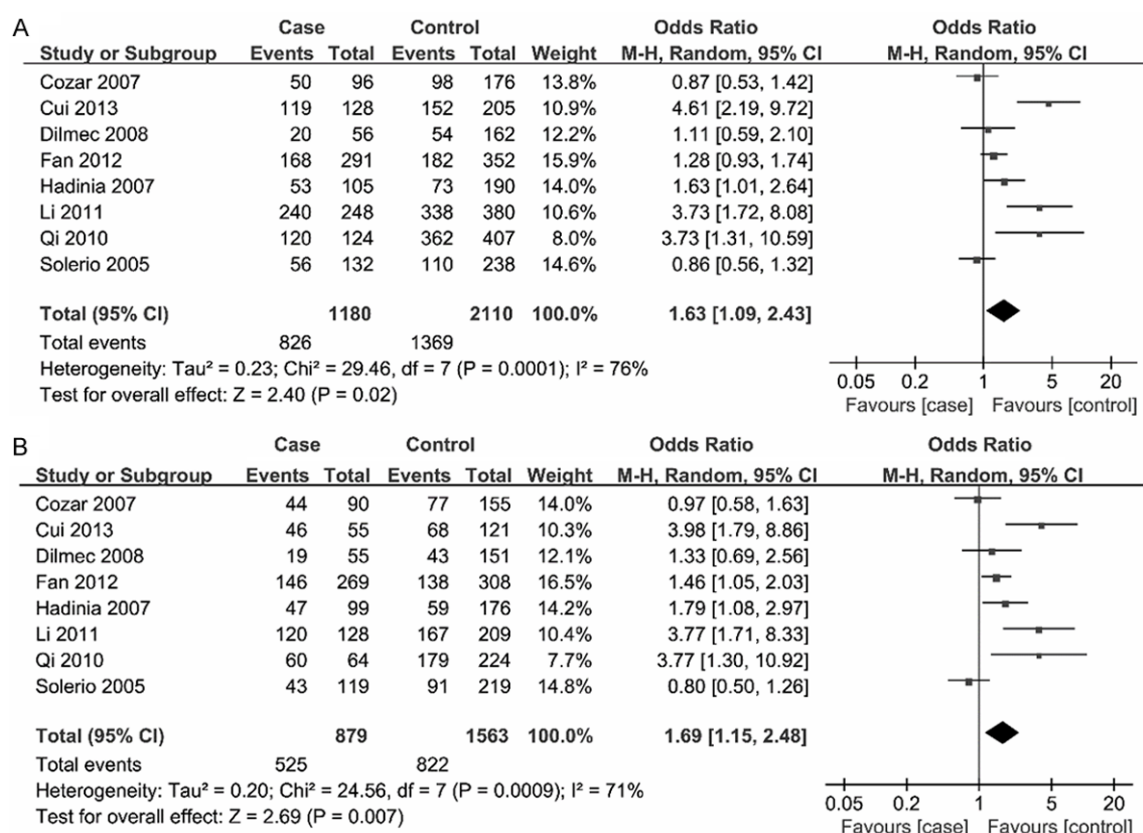 A
Case Control Odds Ratio Odds Ratio
Study or Subgroup Events Total Events Total Weight M-H, Random, 95% CI M-H, Random, 95% CI
Cozar 2007 50 96 98 176 13.8% 0.87 [0.53, 1.42]
Cui 2013 119 128 152 205 10.9% 4.61 [2.19, 9.72]
Dilmec 2008 20 56 54 162 12.2% 1.11 [0.59, 2.10]
Fan 2012 168 291 182 352 15.9% 1.28 [0.93, 1.74]
Hadinia 2007 53 105 73 190 14.0% 1.63 [1.01, 2.64]
Li 2011 240 248 338 380 10.6% 3.73 [1.72, 8.08]
Qi 2010 120 124 362 407 8.0% 3.73 [1.31, 10.59]
Solerio 2005 56 132 110 238 14.6% 0.86 [0.56, 1.32]
Total (95% CI) 1180 2110 100.0% 1.63 [1.09, 2.43]
Total events 826 1369
Heterogeneity: Tau² = 0.23; Chi² = 29.46, df = 7 (P = 0.0001); I² = 76%
Test for overall effect: Z = 2.40 (P = 0.02)
0.05 0.2 1 5 20
Favours [case] Favours [control]
B
Case Control Odds Ratio Odds Ratio
Study or Subgroup Events Total Events Total Weight M-H, Random, 95% CI M-H, Random, 95% CI
Cozar 2007 44 90 77 155 14.0% 0.97 [0.58, 1.63]
Cui 2013 46 55 68 121 10.3% 3.98 [1.79, 8.86]
Dilmec 2008 19 55 43 151 12.1% 1.33 [0.69, 2.56]
Fan 2012 146 269 138 308 16.5% 1.46 [1.05, 2.03]
Hadinia 2007 47 99 59 176 14.2% 1.79 [1.08, 2.97]
Li 2011 120 128 167 209 10.4% 3.77 [1.71, 8.33]
Qi 2010 60 64 179 224 7.7% 3.77 [1.30, 10.92]
Solerio 2005 43 119 91 219 14.8% 0.80 [0.50, 1.26]
Total (95% CI) 879 1563 100.0% 1.69 [1.15, 2.48]
Total events 525 822
Heterogeneity: Tau² = 0.20; Chi² = 24.56, df = 7 (P = 0.0009); I² = 71%
Test for overall effect: Z = 2.69 (P = 0.007)
0.05 0.2 1 5 20
Favours [case] Favours [control]